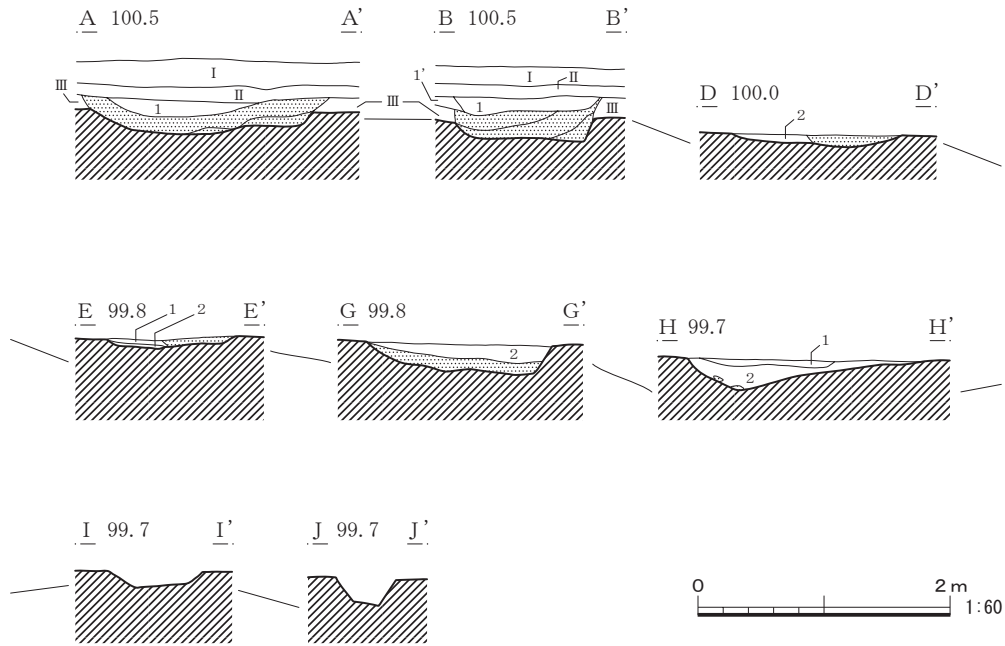 A 100.5 A’
B 100.5 B’
Ⅰ
Ⅲ
Ⅱ
1
Ⅲ
1’
Ⅰ
Ⅱ
1
Ⅲ
D 100.0 D’
2
E 99.8 E’
1 2
G 99.8 G’
2
H 99.7 H’
1
2
I 99.7 I’
J 99.7 J’
0 2m
1:60